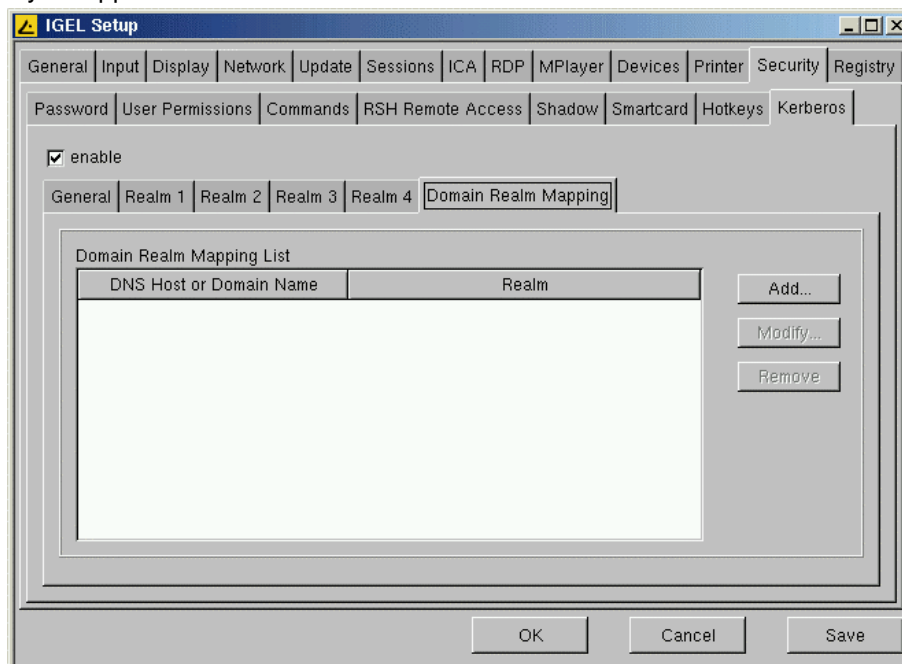 IGEL Setup
General Input Display Network Update Sessions ICA RDP MPlayer Devices Printer Security Registry
Password User Permissions Commands RSH Remote Access Shadow Smartcard Hotkeys Kerberos
enable
General Realm 1 Realm 2 Realm 3 Realm 4 Domain Realm Mapping
Domain Realm Mapping List
DNS Host or Domain Name Realm
Add...
Modify...
Remove
OK Cancel Save